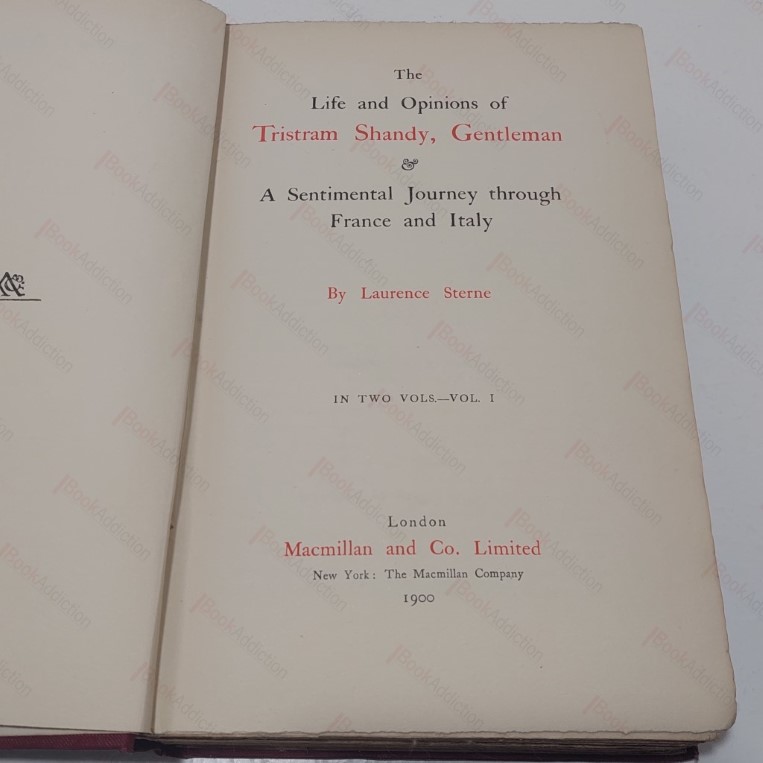 The
Life and Opinions of
Tristram Shandy, Gentleman
&
A Sentimental Journey through
France and Italy
By Laurence Sterne
IN TWO VOLS.—VOL. I
London
Macmillan and Co. Limited
New York: The Macmillan Company
1900
BookAddiction